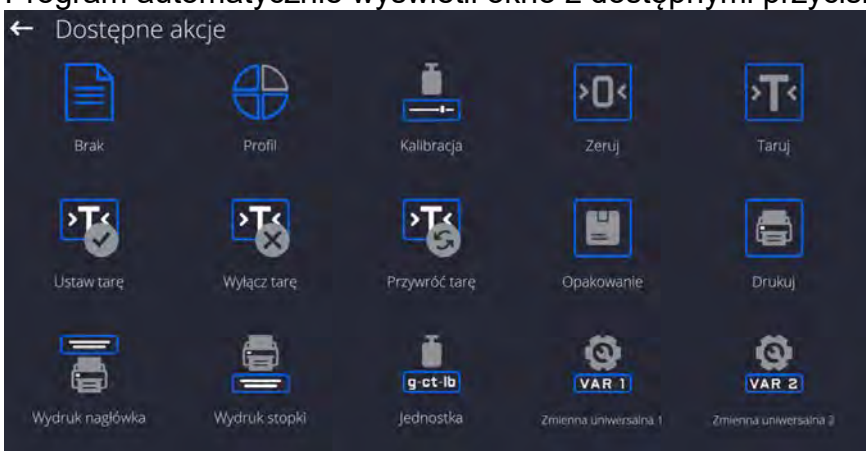 Program automatycznie wyświetli okno z dostępnymi
← Dostępne akcje
>0< >T<
Brak Profil Kalibracja Zeruj Taruj
>T< >T< >T<
Ustaw tarę Wyłącz tarę Przywróć tarę Opakowanie Drukuj
g-ct-lb VAR 1 VAR 2
Wydruk nagłówka Wydruk stopki Jednostka Zmienna uniwersalna 1 Zmienna uniwersalna 2